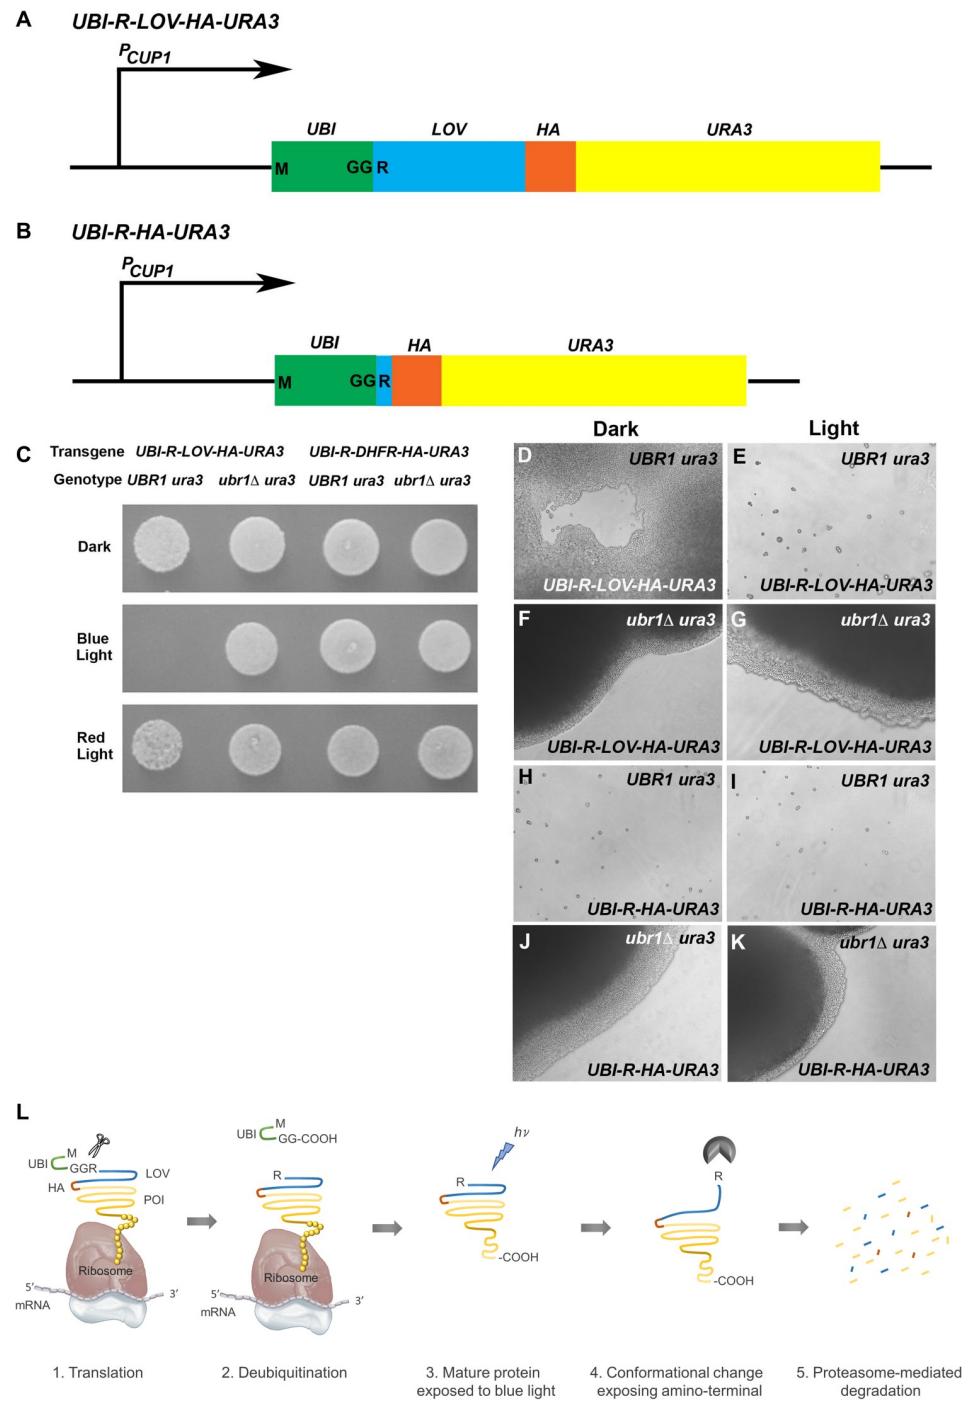 A
UBI-R-LOV-HA-URA3
PCUP1
UBI LOV HA URA3
M GG R
B
UBI-R-HA-URA3
PCUP1
UBI HA URA3
M GG R
C
Transgene UBI-R-LOV-HA-URA3 UBI-R-DHFR-HA-URA3
Genotype UBR1 ura3 ubr1Δ ura3 UBR1 ura3 ubr1Δ ura3
Dark
Blue
Light
Red
Light
Dark Light
D UBR1 ura3
UBI-R-LOV-HA-URA3
E UBR1 ura3
UBI-R-LOV-HA-URA3
F ubr1Δ ura3
UBI-R-LOV-HA-URA3
G ubr1Δ ura3
UBI-R-LOV-HA-URA3
H UBR1 ura3
UBI-R-HA-URA3
I UBR1 ura3
UBI-R-HA-URA3
J ubr1Δ ura3
UBI-R-HA-URA3
K ubr1Δ ura3
UBI-R-HA-URA3
L
UBI M
GGR LOV
HA
POI
Ribosome
5′ 3′
mRNA
1. Translation
UBI M
GG-COOH
R
Ribosome
5′ 3′
mRNA
2. Deubiquitination
hν
R
-COOH
3. Mature protein
exposed to blue light
R
-COOH
4. Conformational change
exposing amino-terminal
5. Proteasome-mediated
degradation